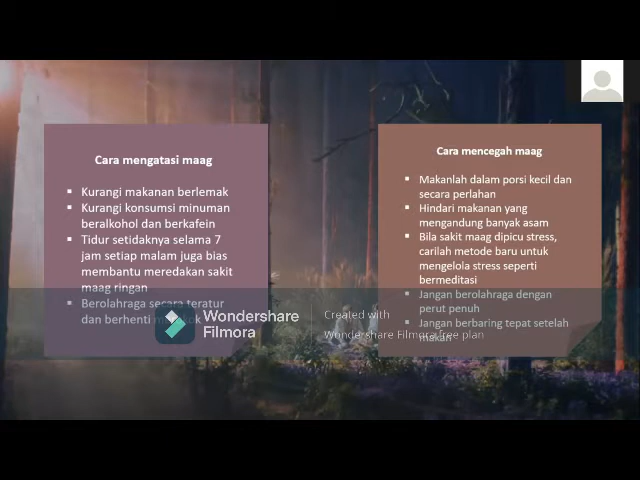 Cara mengatasi maag
Kurangi makanan berlemak
Kurangi konsumsi minuman
beralkohol dan berkafein
Tidur setidaknya selama 7
jam setiap malam juga bias
membantu meredakan sakit
maag ringan
Berolahraga secara teratur
dan berhenti
Cara mencegah maag
Makanlah dalam porsi kecil dan
secara perlahan
Hindari makanan yang
mengandung banyak asam
Bila sakit maag dipicu stress,
carilah metode baru untuk
mengelola stress seperti
bermeditasi
Jangan berolahraga dengan
perut penuh
Jangan berbaring tepat setelah
makan
Wondershare
Filmora
Created with
Wondershare Filmora free plan